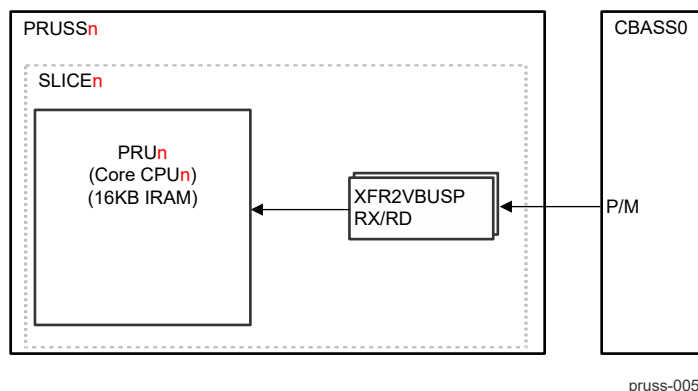 PRUSSn
CBASS0
SLICEn
PRUn
(Core CPUn)
(16KB IRAM)
XFR2VBUSP
RX/RD
P/M
pruss-005